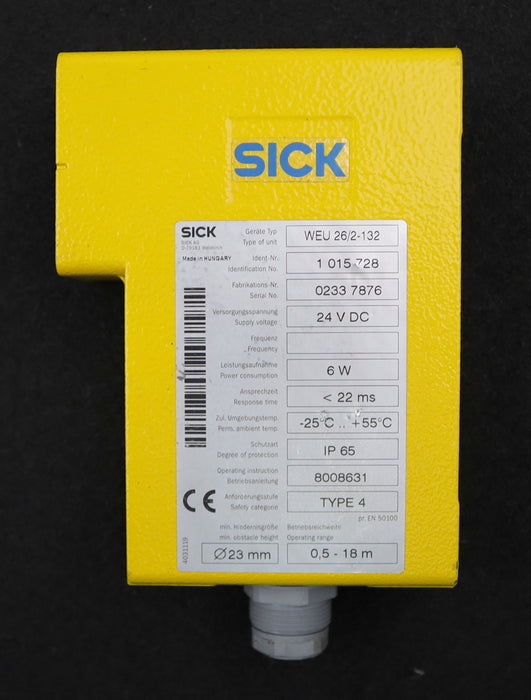 SICK
SICK
SICK AG
D-79183 Waldkirch
Made in HUNGARY
Geräte Typ
Type of unit
WEU 26/2-132
Ident-Nr.
Identification No.
1 015 728
Fabrikations-Nr.
Serial No.
0233 7876
Versorgungsspannung
Supply voltage
24 V DC
Frequenz
Frequency
Leistungsaufnahme
Power consumption
6 W
Ansprechzeit
Response time
< 22 ms
Zul. Umgebungstemp.
Perm. ambient temp.
-25°C .. +55°C
Schutzart
Degree of protection
IP 65
Operating instruction
Betriebsanleitung
8008631
Anforderungsstufe
Safety categorie
TYPE 4
pr. EN 50100
CE
4031119
min. Hindernisgröße
min. obstacle height
Ø 23 mm
Betriebsreichweite
Operating range
0,5 - 18 m